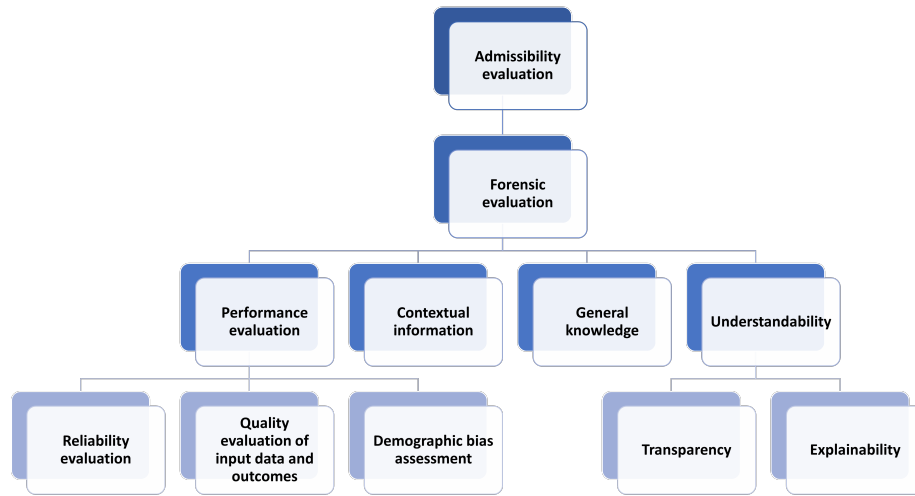 Admissibility
evaluation
Forensic
evaluation
Performance
evaluation
Contextual
information
General
knowledge
Understandability
Reliability
evaluation
Quality
evaluation of
input data and
outcomes
Demographic bias
assessment
Transparency
Explainability